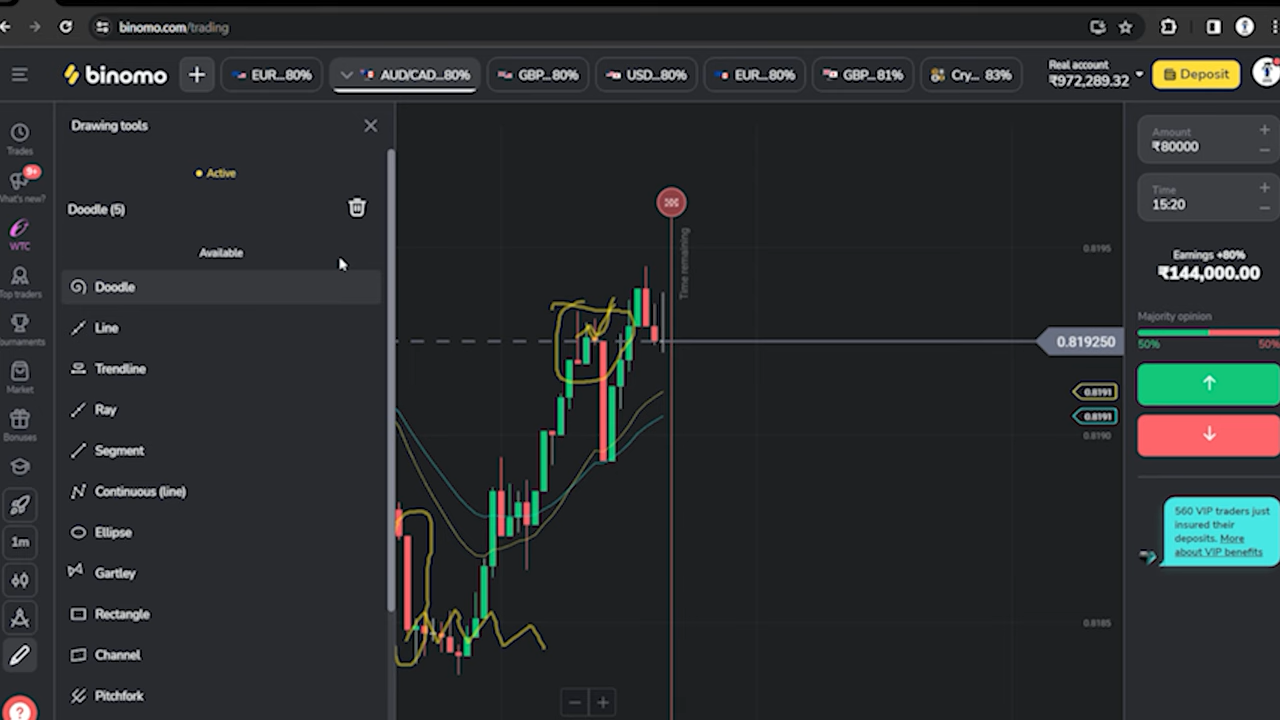 binomo.com/trading
binomo
+
EUR...80%
AUD/CAD...80%
GBP...80%
USD...80%
EUR...80%
GBP... 81%
Cry... 83%
Real account
₹972,289.32
Deposit
Trades
9+
What's new?
WTC
Top traders
Tournaments
Market
Bonuses
1m
?
Drawing tools
Active
Doodle (5)
Available
Doodle
Line
Trendline
Ray
Segment
Continuous (line)
Ellipse
Gartley
Rectangle
Channel
Pitchfork
Time remaining
0.8195
0.819250
0.8191
0.8191
0.8190
0.8185
Amount
₹80000
Time
15:20
Earnings +80%
₹144,000.00
Majority opinion
50%
50%
560 VIP traders just
insured their
deposits. More
about VIP benefits